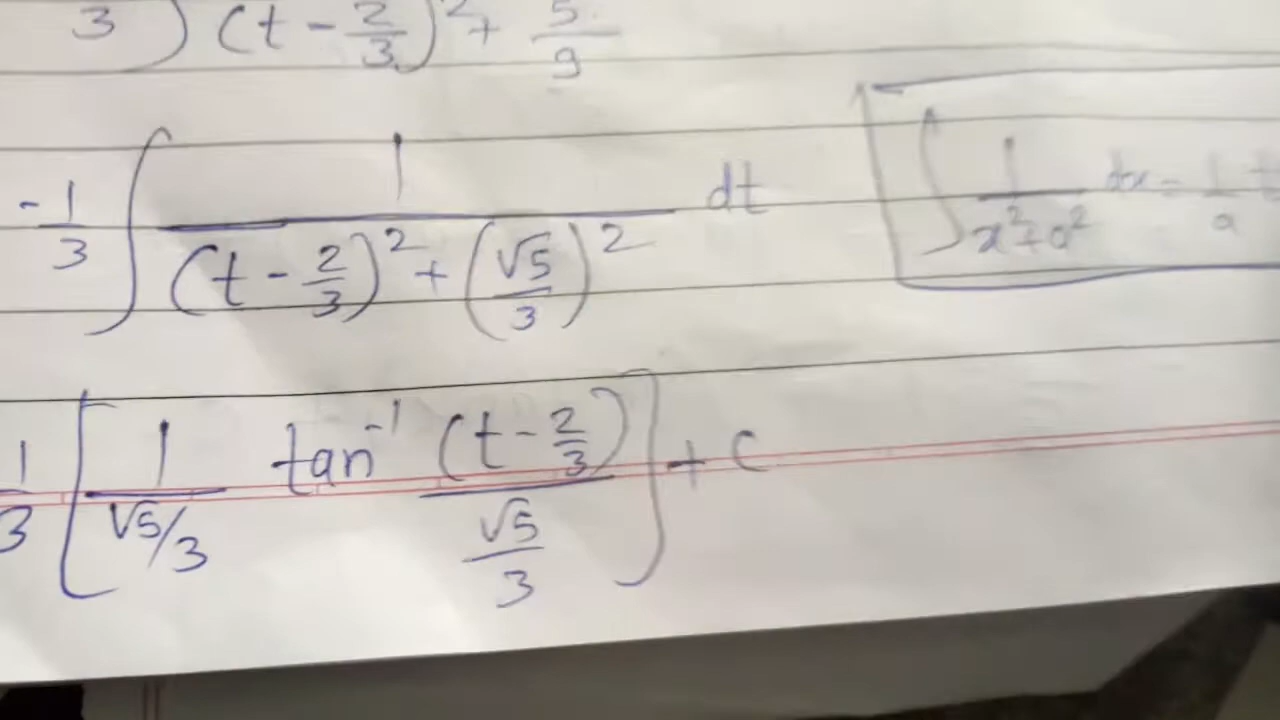 3 ∫ (t - 2/3)² + 5/9
-1/3 ∫ 1/((t - 2/3)² + (√5/3)²) dt
∫ 1/(x² + a²) dx = 1/a t
1/3 [1/(√5/3) tan⁻¹ (t - 2/3)/(√5/3)] + c